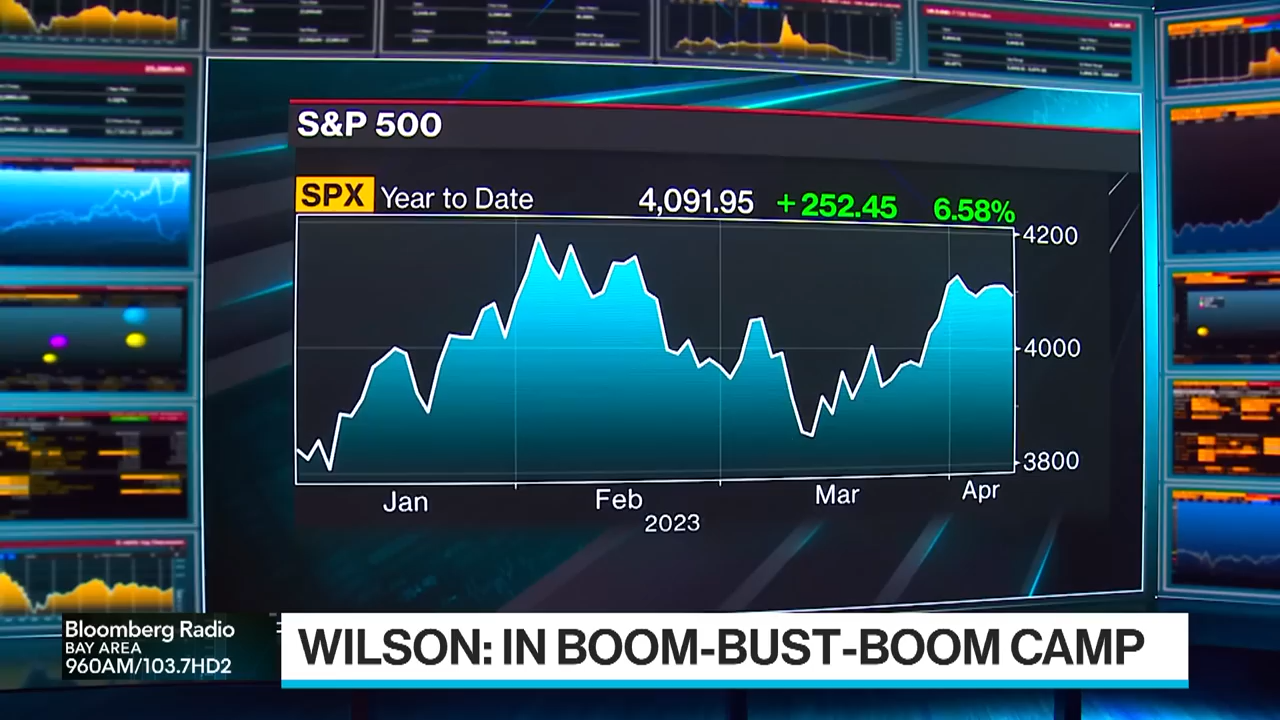 S&P 500
SPX Year to Date 4,091.95 +252.45 6.58%
4200
4000
3800
Jan Feb Mar Apr
2023
Bloomberg Radio
BAY AREA
960AM/103.7HD2
WILSON: IN BOOM-BUST-BOOM CAMP